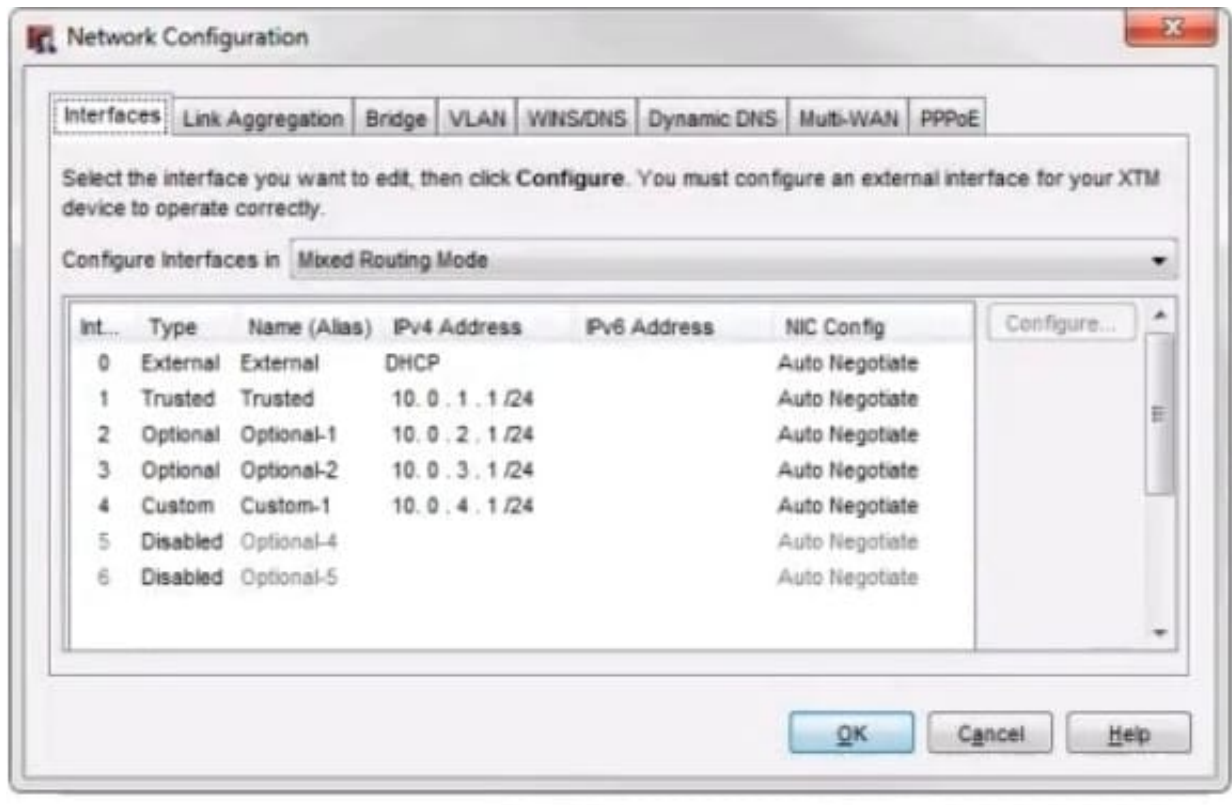 Network Configuration
Interfaces Link Aggregation Bridge VLAN WINS/DNS Dynamic DNS Multi-WAN PPPoE
Select the interface you want to edit, then click Configure. You must configure an external interface for your XTM
device to operate correctly.
Configure Interfaces in Mixed Routing Mode
Int... Type Name (Alias) IPv4 Address IPv6 Address NIC Config Configure...
0 External External DHCP Auto Negotiate
1 Trusted Trusted 10. 0 . 1 . 1 /24 Auto Negotiate
2 Optional Optional-1 10. 0 . 2 . 1 /24 Auto Negotiate
3 Optional Optional-2 10. 0 . 3 . 1 /24 Auto Negotiate
4 Custom Custom-1 10. 0 . 4 . 1 /24 Auto Negotiate
5 Disabled Optional-4 Auto Negotiate
6 Disabled Optional-5 Auto Negotiate
OK Cancel Help